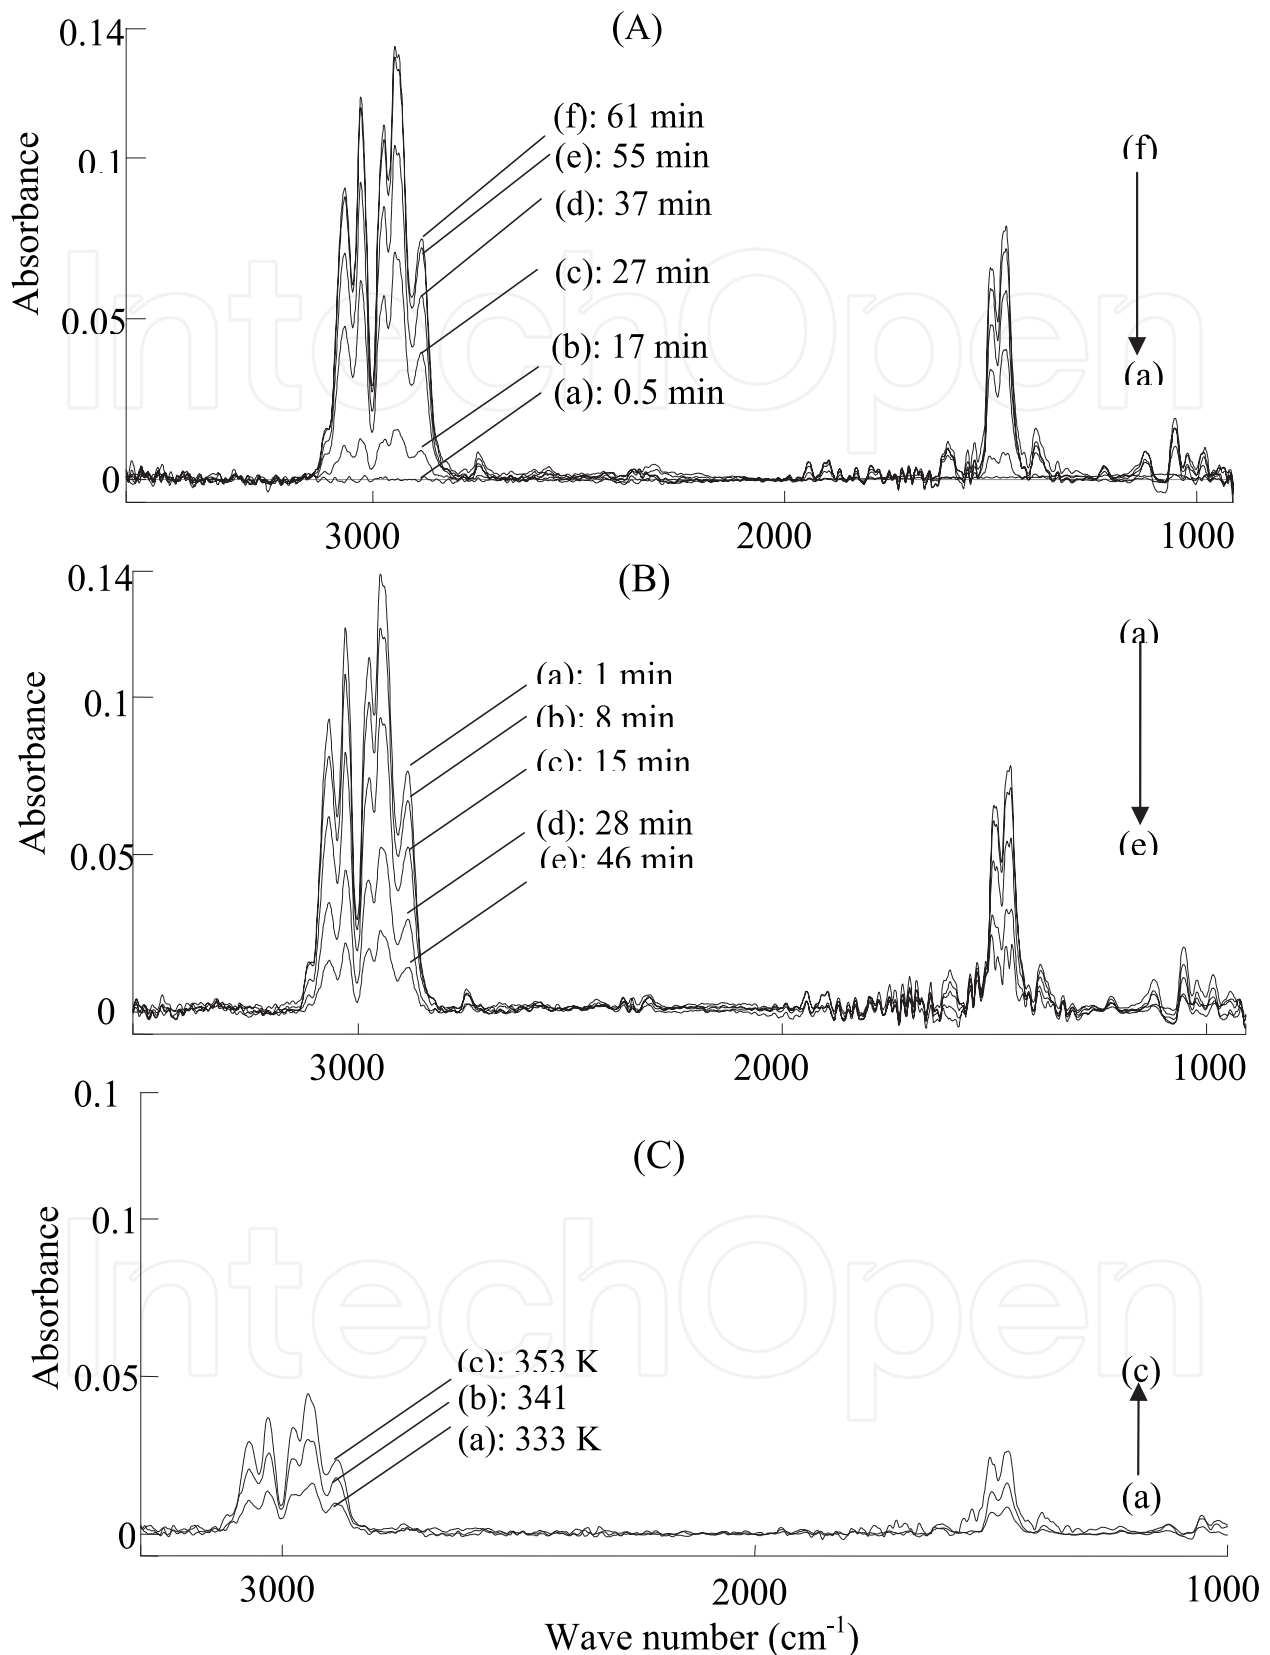 (A)
0.14
0.1
0.05
0
Absorbance
(f): 61 min
(e): 55 min
(d): 37 min
(c): 27 min
(b): 17 min
(a): 0.5 min
(f)
(a)
3000 2000 1000
IntechOpen
(B)
0.14
0.1
0.05
0
Absorbance
(a): 1 min
(b): 8 min
(c): 15 min
(d): 28 min
(e): 46 min
(a)
(e)
3000 2000 1000
(C)
0.1
0.1
0.05
0
Absorbance
(c): 353 K
(b): 341
(a): 333 K
(c)
(a)
IntechOpen
3000 2000 1000
Wave number (cm-1)